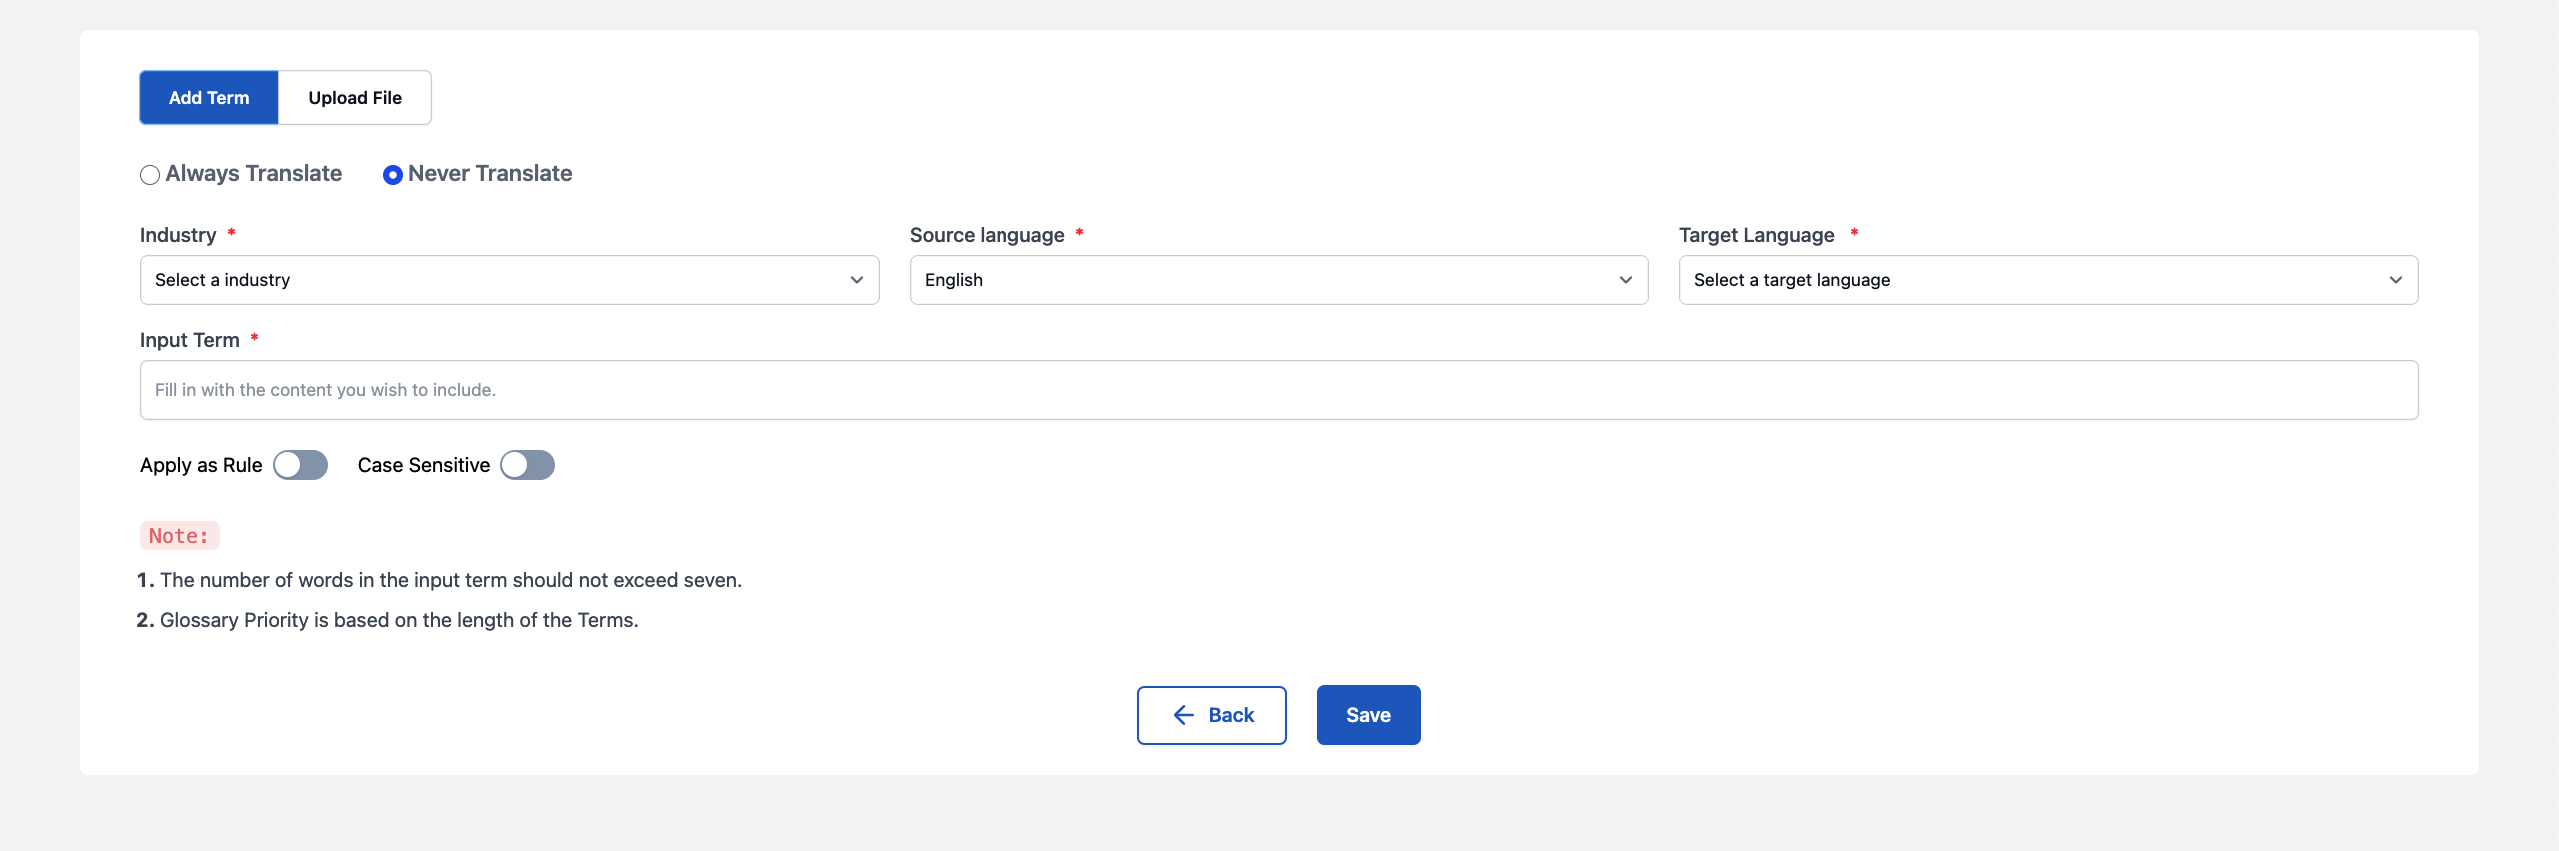 Add Term Upload File
Always Translate Never Translate
Industry * Source language * Target Language *
Select a industry English Select a target language
Input Term *
Fill in with the content you wish to include.
Apply as Rule Case Sensitive
Note:
1. The number of words in the input term should not exceed seven.
2. Glossary Priority is based on the length of the Terms.
Back Save